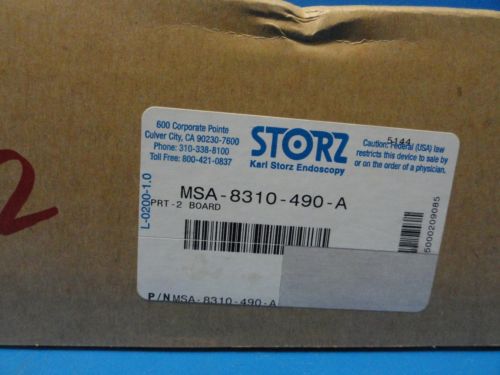 600 Corporate Pointe
Culver City, CA 90230-7600
Phone: 310-338-8100
Toll Free: 800-421-0837
STORZ
Karl Storz Endoscopy
5144
Caution: Federal (USA) law
restricts this device to sale by
or on the order of a physician.
L-0200-1.0
MSA-8310-490-A
PRT-2 BOARD
5000209085
P/N MSA-8310-490-A
2